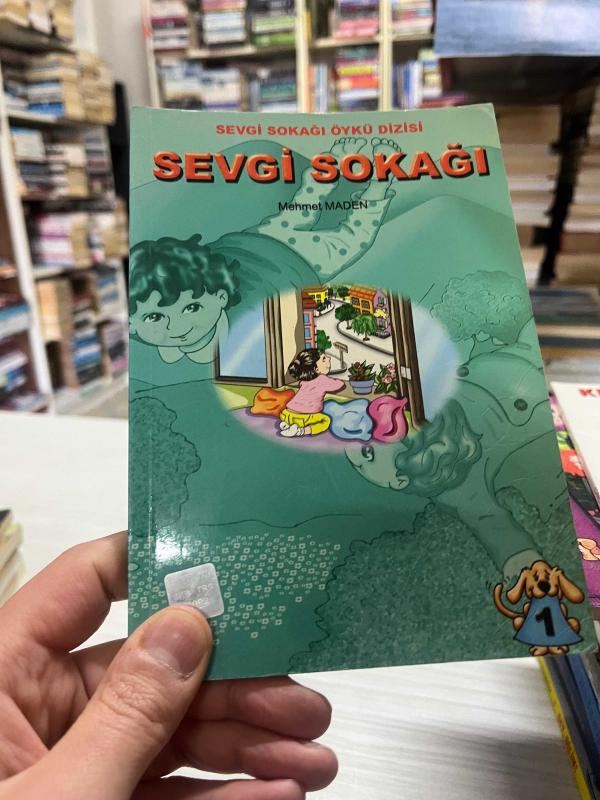 SEVGİ SOKAĞI ÖYKÜ DİZİSİ
SEVGİ SOKAĞI
Mehmet MADEN
1